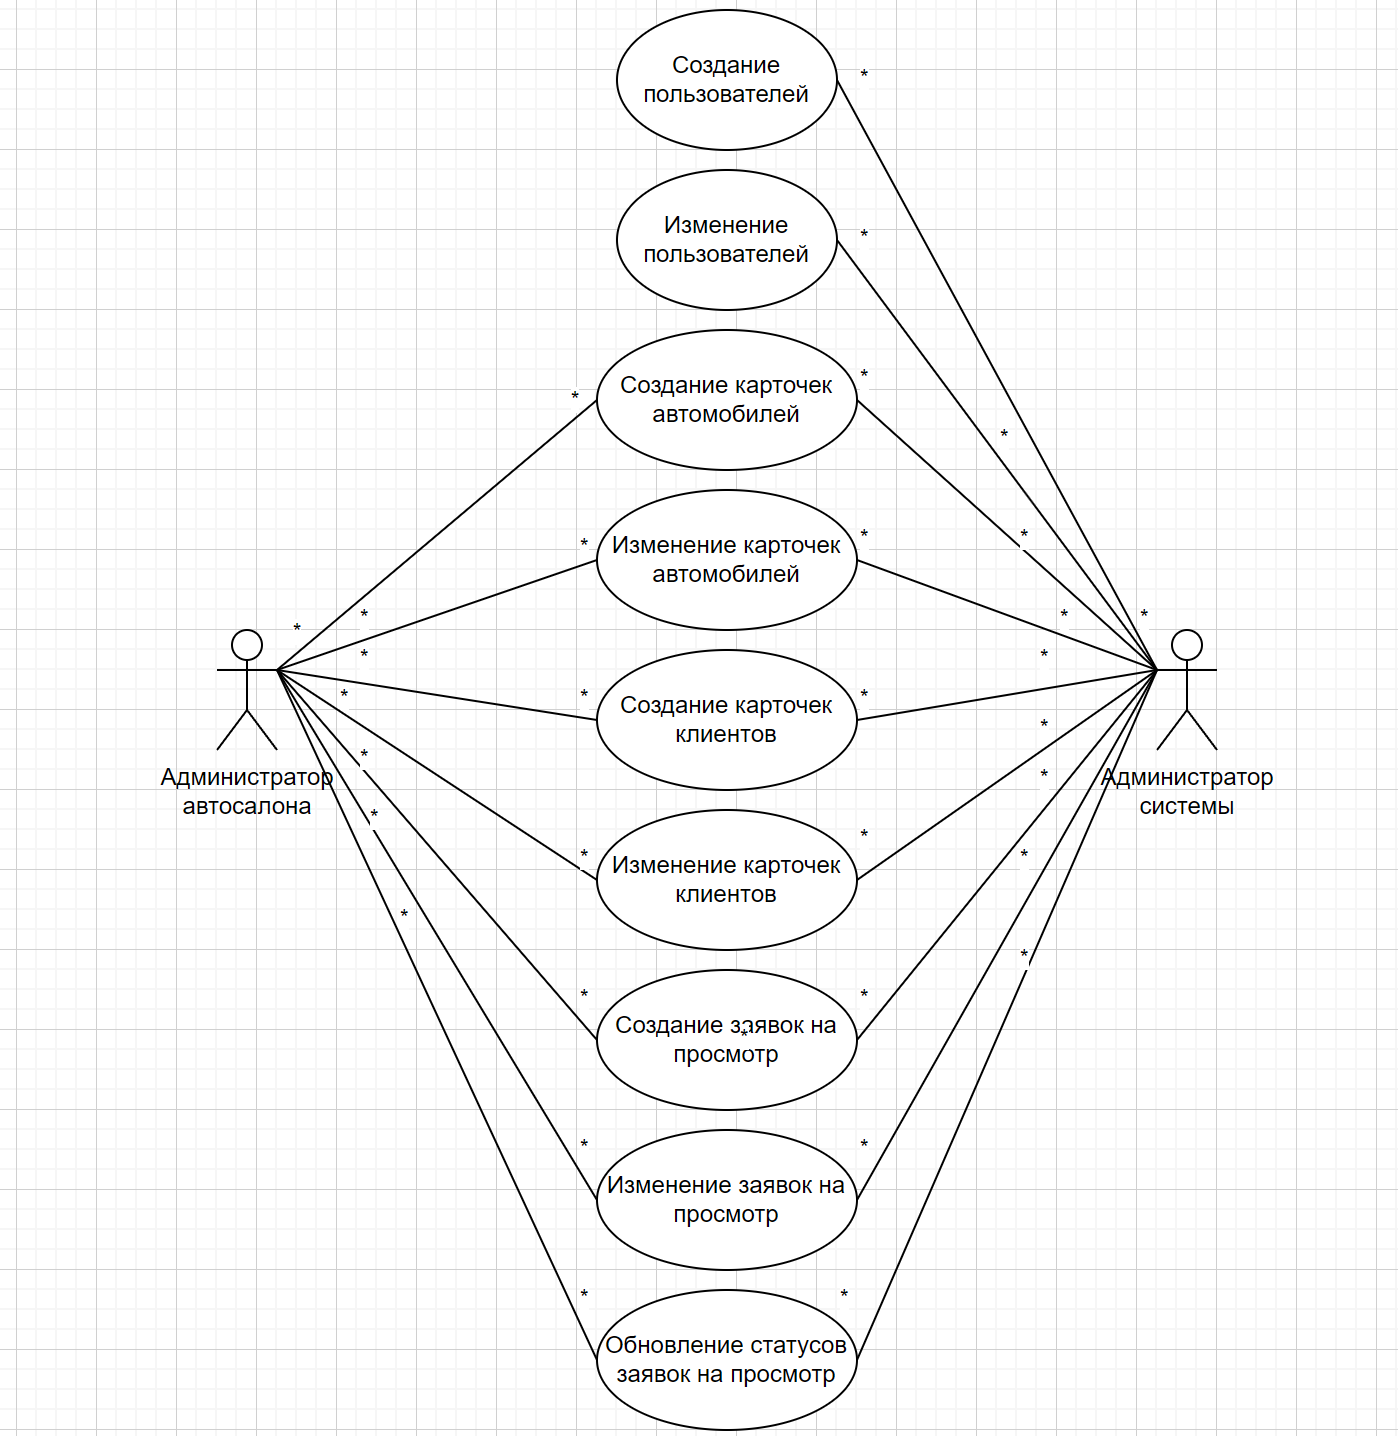 Создание
пользователей
*
Изменение
пользователей
*
Создание карточек
автомобилей
*
*
*
Изменение карточек
автомобилей
*
*
*
*
*
*
*
*
*
Создание карточек
клиентов
*
*
*
*
*
Администратор
автосалона
*
*
Администратор
системы
Изменение карточек
клиентов
*
*
*
*
*
*
*
Создание заявок на
просмотр
*
*
*
Изменение заявок на
просмотр
*
*
Обновление статусов
заявок на просмотр
*
*